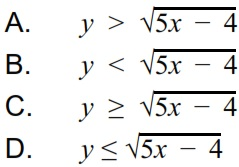 A. y > √5x − 4
B. y < √5x − 4
C. y ≥ √5x − 4
D. y ≤ √5x − 4